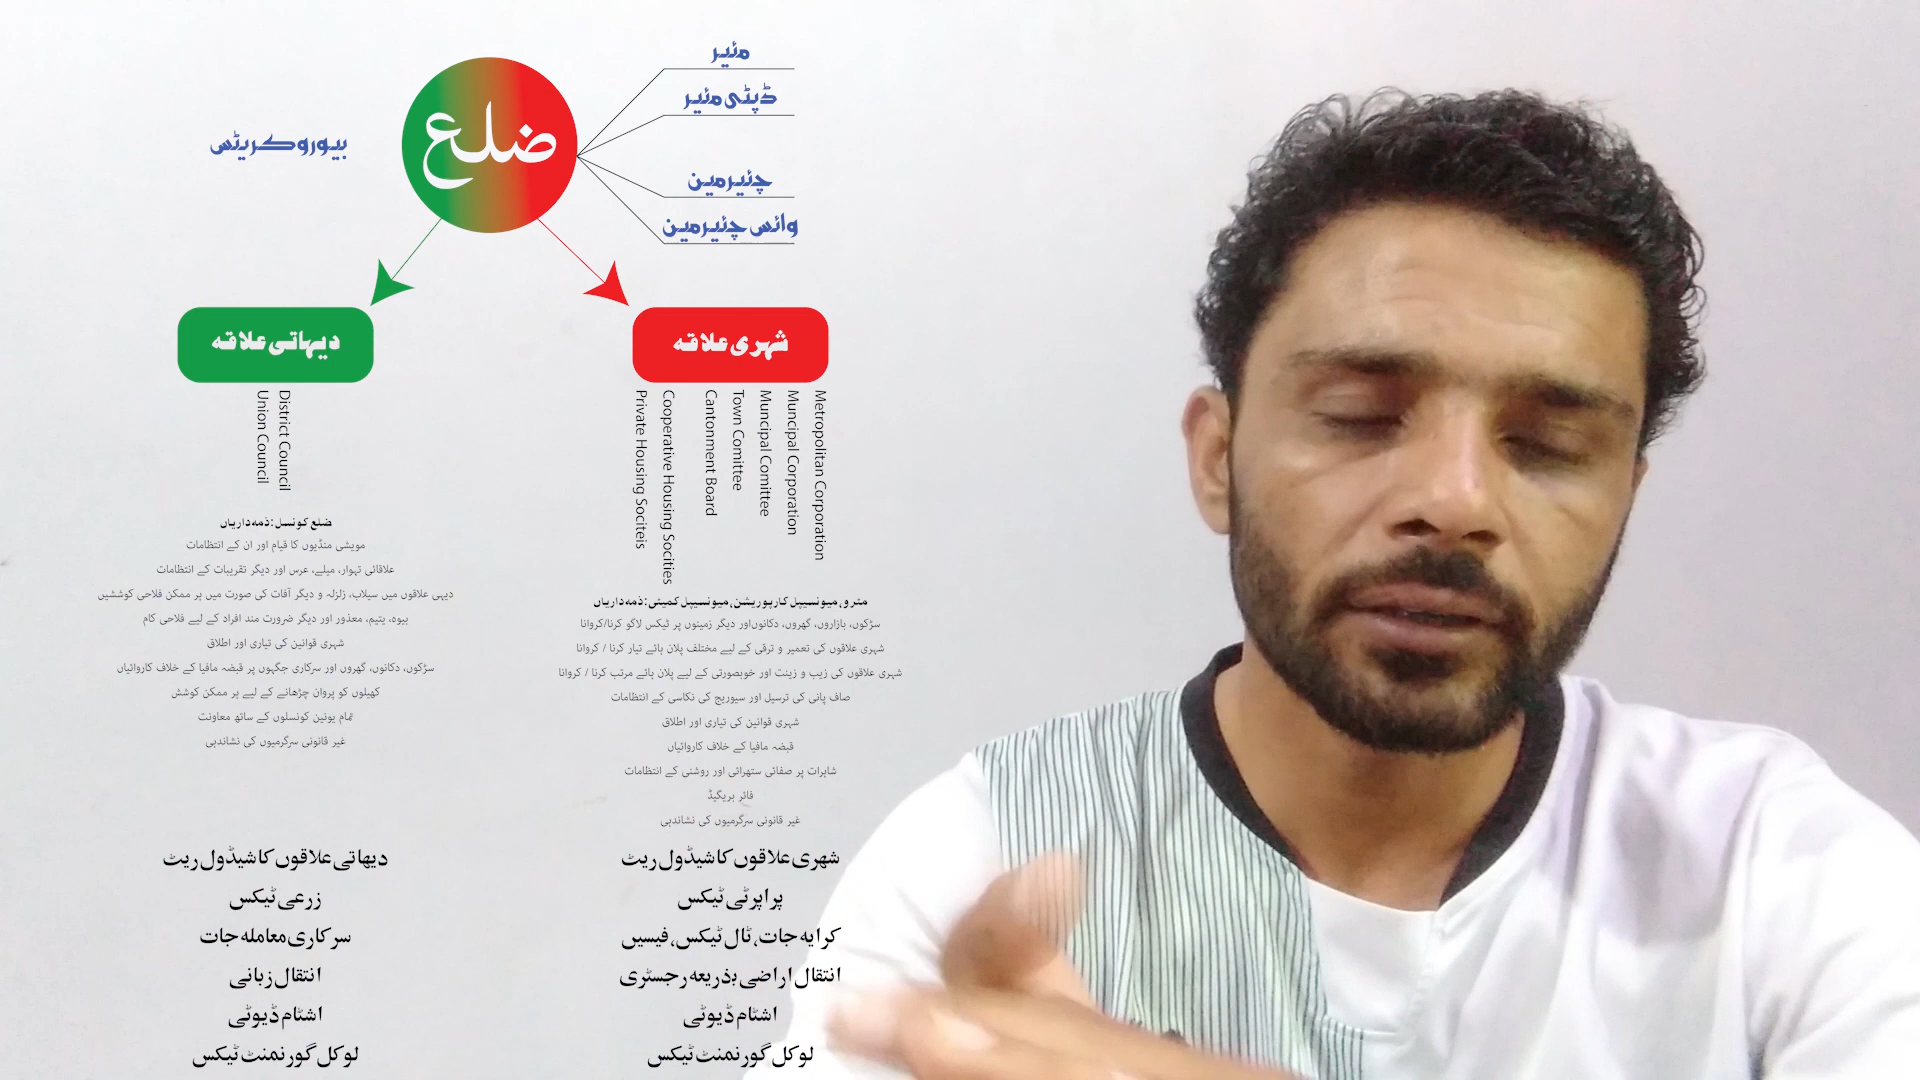 مئیر
ڈپٹی مئیر
ضلع
بیوروکریٹس
چئیرمین
وائس چئیرمین
شہری علاقہ
دیہاتی علاقہ
Metropolitan Corporation
Muncipal Corporation
Muncipal Comittee
Town Comittee
Cantonment Board
Cooperative Housing Socities
Private Housing Sociteis
District Council
Union Council
میٹرو، میونسیپل کارپوریشن، میونسیپل کمیٹی: ذمہ داریاں
سڑکوں، بازاروں، گھروں، دکانوں اور دیگر زمینوں پر ٹیکس لاگو کرنا/کروانا
شہری علاقوں کی تعمیر و ترقی کے لیے مختلف پلان ہائے تیار کرنا / کروانا
شہری علاقوں کی زیب و زینت اور خوبصورتی کے لیے پلان ہائے مرتب کرنا / کروانا
صاف پانی کی ترسیل اور سیوریج کی نکاسی کے انتظامات
شہری قوانین کی تیاری اور اطلاق
قبضہ مافیا کے خلاف کاروائیاں
شاہرات پر صفائی ستھرائی اور روشنی کے انتظامات
فائر بریگیڈ
غیر قانونی سرگرمیوں کی نشاندہی
شہری علاقوں کا شیڈول ریٹ
پراپرٹی ٹیکس
کرایہ جات، ٹال ٹیکس، فیسیں
انتقال اراضی بذریعہ رجسٹری
اشٹام ڈیوٹی
لوکل گورنمنٹ ٹیکس
ضلع کونسل: ذمہ داریاں
مویشی منڈیوں کا قیام اور ان کے انتظامات
علاقائی تہوار، میلے، عرس اور دیگر تقریبات کے انتظامات
دیہی علاقوں میں سیلاب، زلزلہ و دیگر آفات کی صورت میں ہر ممکن فلاحی کوششیں
بیوہ، یتیم، معذور اور دیگر ضرورت مند افراد کے لیے فلاحی کام
شہری قوانین کی تیاری اور اطلاق
سڑکوں، دکانوں، گھروں اور سرکاری جگہوں پر قبضہ مافیا کے خلاف کاروائیاں
کھیلوں کو پروان چڑھانے کے لیے ہر ممکن کوشش
تمام یونین کونسلوں کے ساتھ معاونت
غیر قانونی سرگرمیوں کی نشاندہی
دیہاتی علاقوں کا شیڈول ریٹ
زرعی ٹیکس
سرکاری معاملہ جات
انتقال زبانی
اشٹام ڈیوٹی
لوکل گورنمنٹ ٹیکس